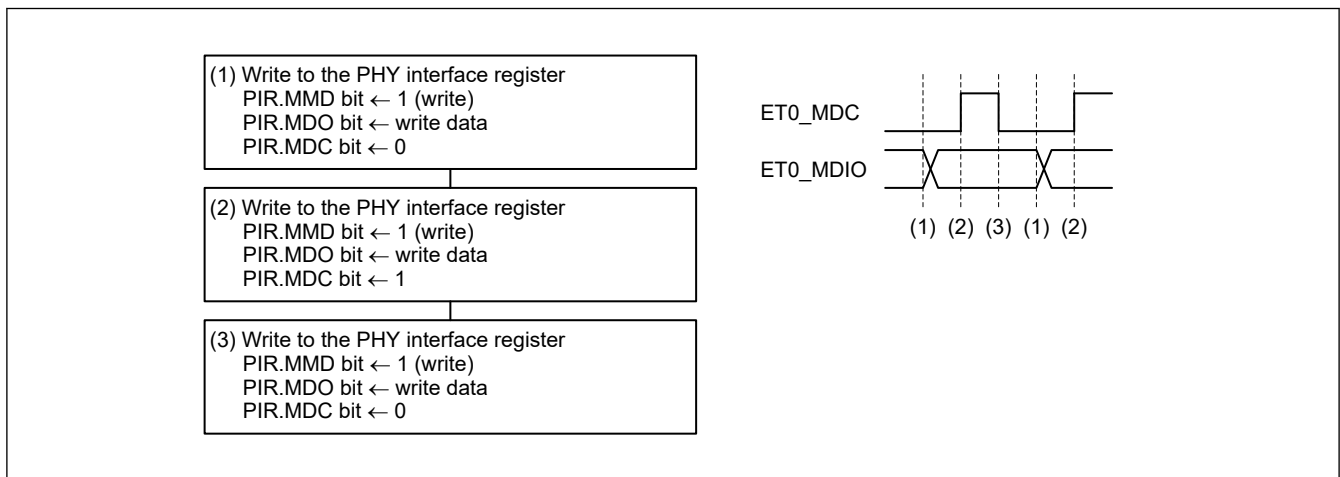 (1) Write to the PHY interface register
PIR.MMD bit ← 1 (write)
PIR.MDO bit ← write data
PIR.MDC bit ← 0
(2) Write to the PHY interface register
PIR.MMD bit ← 1 (write)
PIR.MDO bit ← write data
PIR.MDC bit ← 1
(3) Write to the PHY interface register
PIR.MMD bit ← 1 (write)
PIR.MDO bit ← write data
PIR.MDC bit ← 0
ET0_MDC
ET0_MDIO
(1) (2) (3) (1) (2)